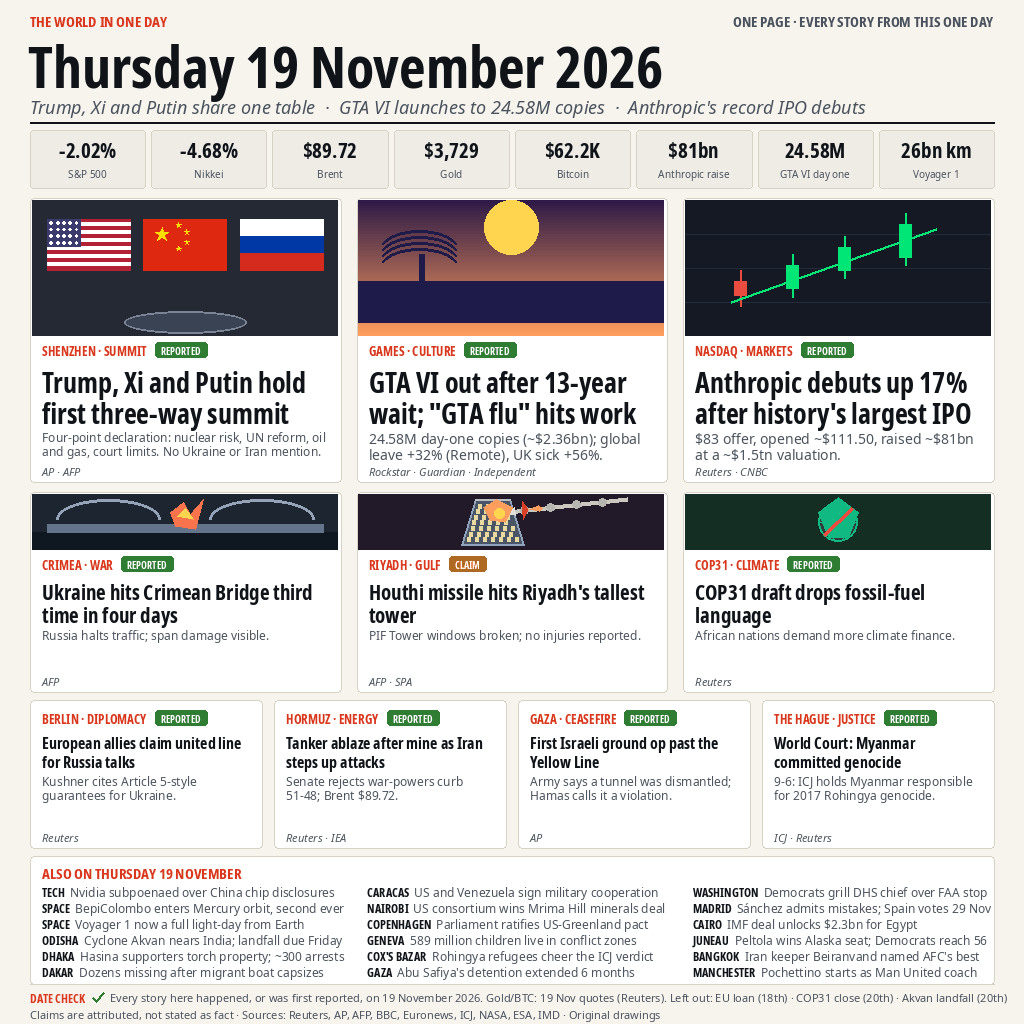 THE WORLD IN ONE DAY
ONE PAGE · EVERY STORY FROM THIS ONE DAY
Thursday 19 November 2026
Trump, Xi and Putin share one table · GTA VI launches to 24.58M copies · Anthropic's record IPO debuts
-2.02%
S&P 500
-4.68%
Nikkei
$89.72
Brent
$3,729
Gold
$62.2K
Bitcoin
$81bn
Anthropic raise
24.58M
GTA VI day one
26bn km
Voyager 1
SHENZHEN · SUMMIT REPORTED
Trump, Xi and Putin hold
first three-way summit
Four-point declaration: nuclear risk, UN reform, oil
and gas, court limits. No Ukraine or Iran mention.
AP · AFP
GAMES · CULTURE REPORTED
GTA VI out after 13-year
wait; "GTA flu" hits work
24.58M day-one copies (~$2.36bn); global
leave +32% (Remote), UK sick +56%.
Rockstar · Guardian · Independent
NASDAQ · MARKETS REPORTED
Anthropic debuts up 17%
after history's largest IPO
$83 offer, opened ~$111.50, raised ~$81bn
at a ~$1.5tn valuation.
Reuters · CNBC
CRIMEA · WAR REPORTED
Ukraine hits Crimean Bridge third
time in four days
Russia halts traffic; span damage visible.
AFP
RIYADH · GULF CLAIM
Houthi missile hits Riyadh's tallest
tower
PIF Tower windows broken; no injuries reported.
AFP · SPA
COP31 · CLIMATE REPORTED
COP31 draft drops fossil-fuel
language
African nations demand more climate finance.
Reuters
BERLIN · DIPLOMACY REPORTED
European allies claim united line
for Russia talks
Kushner cites Article 5-style
guarantees for Ukraine.
Reuters
HORMUZ · ENERGY REPORTED
Tanker ablaze after mine as Iran
steps up attacks
Senate rejects war-powers curb
51-48; Brent $89.72.
Reuters · IEA
GAZA · CEASEFIRE REPORTED
First Israeli ground op past the
Yellow Line
Army says a tunnel was dismantled;
Hamas calls it a violation.
AP
THE HAGUE · JUSTICE REPORTED
World Court: Myanmar
committed genocide
9-6: ICJ holds Myanmar responsible
for 2017 Rohingya genocide.
ICJ · Reuters
ALSO ON THURSDAY 19 NOVEMBER
TECH Nvidia subpoenaed over China chip disclosures
SPACE BepiColombo enters Mercury orbit, second ever
SPACE Voyager 1 now a full light-day from Earth
ODISHA Cyclone Akvan nears India; landfall due Friday
DHAKA Hasina supporters torch property; ~300 arrests
DAKAR Dozens missing after migrant boat capsizes
CARACAS US and Venezuela sign military cooperation
NAIROBI US consortium wins Mrima Hill minerals deal
COPENHAGEN Parliament ratifies US-Greenland pact
GENEVA 589 million children live in conflict zones
COX'S BAZAR Rohingya refugees cheer the ICJ verdict
GAZA Abu Safiya's detention extended 6 months
WASHINGTON Democrats grill DHS chief over FAA stop
MADRID Sánchez admits mistakes; Spain votes 29 Nov
CAIRO IMF deal unlocks $2.3bn for Egypt
JUNEAU Peltola wins Alaska seat; Democrats reach 56
BANGKOK Iran keeper Beiranvand named AFC's best
MANCHESTER Pochettino starts as Man United coach
DATE CHECK ✓ Every story here happened, or was first reported, on 19 November 2026. Gold/BTC: 19 Nov quotes (Reuters). Left out: EU loan (18th) · COP31 close (20th) · Akvan landfall (20th)
Claims are attributed, not stated as fact · Sources: Reuters, AP, AFP, BBC, Euronews, ICJ, NASA, ESA, IMD · Original drawings